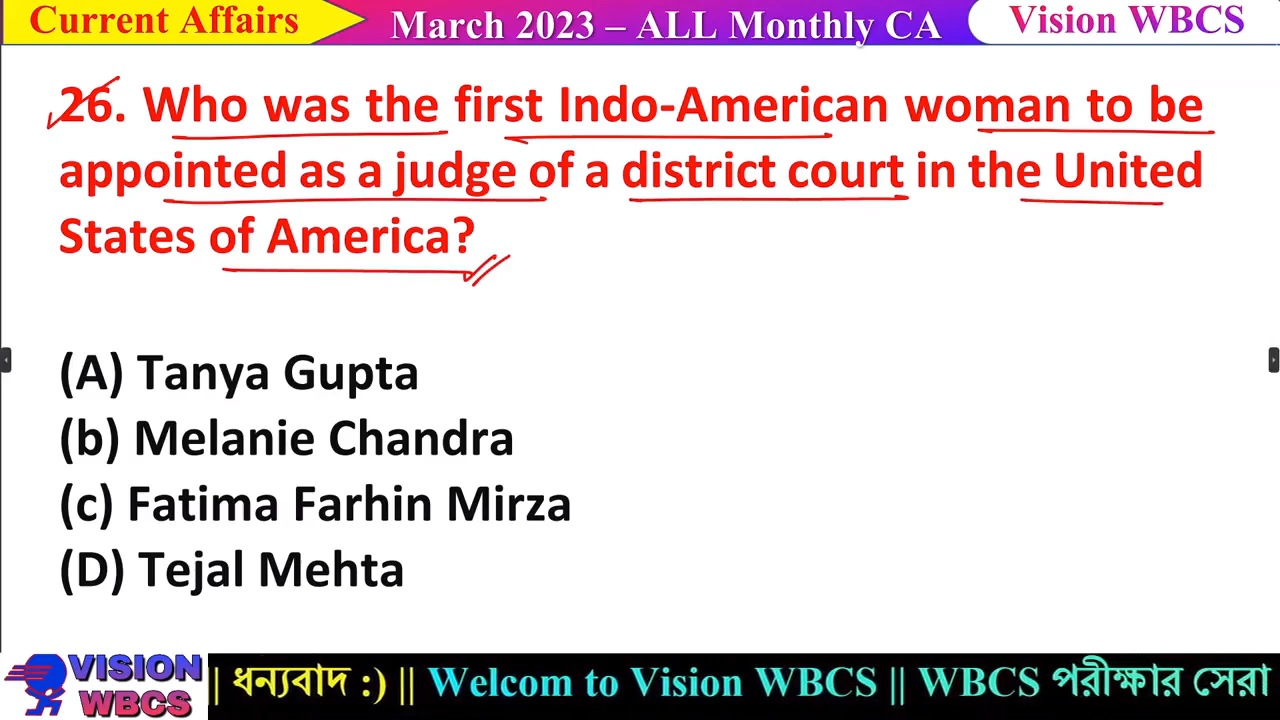 Current Affairs
March 2023 – ALL Monthly CA
Vision WBCS
26. Who was the first Indo-American woman to be
appointed as a judge of a district court in the United
States of America?
(A) Tanya Gupta
(b) Melanie Chandra
(c) Fatima Farhin Mirza
(D) Tejal Mehta
VISION
WBCS
|| ধন্যবাদ :) || Welcom to Vision WBCS || WBCS পরীক্ষার সেরা